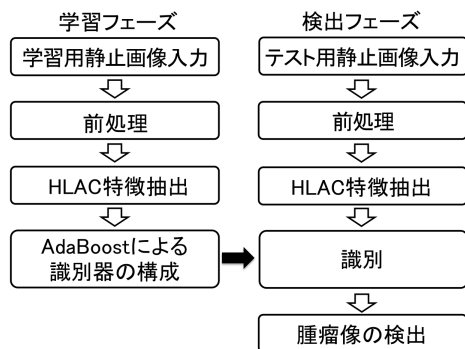 学習フェーズ
学習用静止画像入力
前処理
HLAC特徴抽出
AdaBoostによる
識別器の構成
検出フェーズ
テスト用静止画像入力
前処理
HLAC特徴抽出
識別
腫瘤像の検出